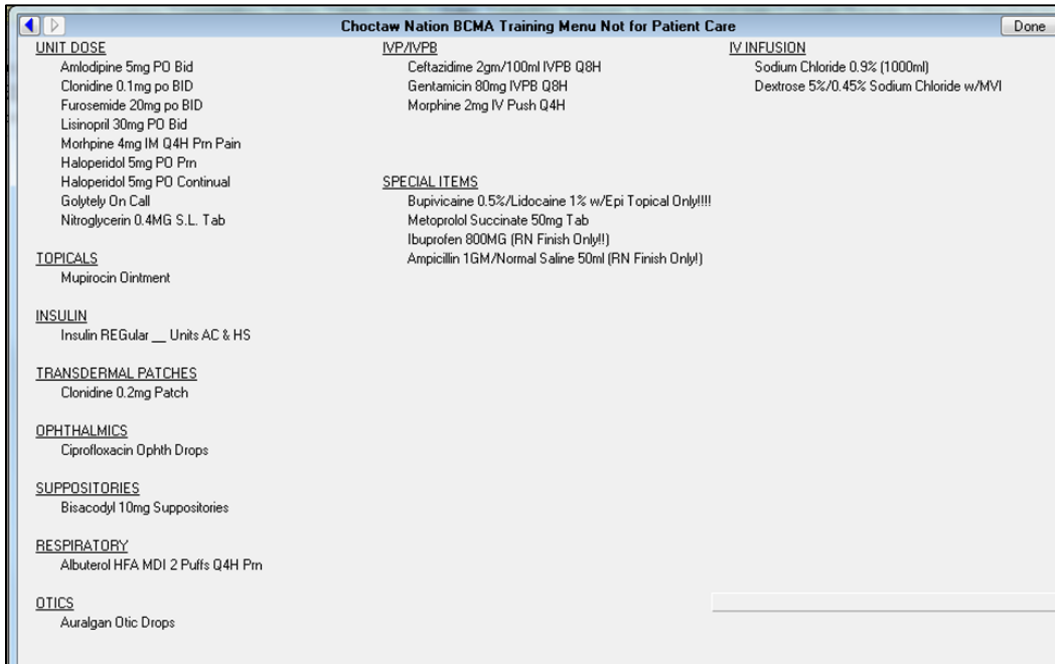 Choctaw Nation BCMA Training Menu Not for Patient Care
Done
UNIT DOSE
Amlodipine 5mg PO Bid
Clonidine 0.1mg po BID
Furosemide 20mg po BID
Lisinopril 30mg PO Bid
Morhpine 4mg IM Q4H Prn Pain
Haloperidol 5mg PO Prn
Haloperidol 5mg PO Continual
Golytely On Call
Nitroglycerin 0.4MG S.L. Tab
TOPICALS
Mupirocin Ointment
INSULIN
Insulin REGular __ Units AC & HS
TRANSDERMAL PATCHES
Clonidine 0.2mg Patch
OPHTHALMICS
Ciprofloxacin Ophth Drops
SUPPOSITORIES
Bisacodyl 10mg Suppositories
RESPIRATORY
Albuterol HFA MDI 2 Puffs Q4H Prn
OTICS
Auralgan Otic Drops
IVP/IVPB
Ceftazidime 2gm/100ml IVPB Q8H
Gentamicin 80mg IVPB Q8H
Morphine 2mg IV Push Q4H
SPECIAL ITEMS
Bupivicaine 0.5%/Lidocaine 1% w/Epi Topical Only!!!!
Metoprolol Succinate 50mg Tab
Ibuprofen 800MG (RN Finish Only!!)
Ampicillin 1GM/Normal Saline 50ml (RN Finish Only!)
IV INFUSION
Sodium Chloride 0.9% (1000ml)
Dextrose 5%/0.45% Sodium Chloride w/MVI